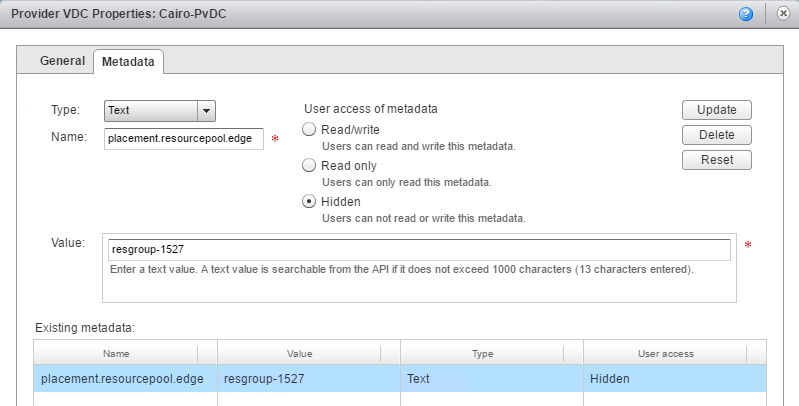 Provider VDC Properties: Cairo-PvDC
?
General
Metadata
Type:
Text
Name:
placement.resourcepool.edge
*
User access of metadata
Read/write
Users can read and write this metadata.
Read only
Users can only read this metadata.
Hidden
Users can not read or write this metadata.
Update
Delete
Reset
Value:
resgroup-1527
*
Enter a text value. A text value is searchable from the API if it does not exceed 1000 characters (13 characters entered).
Existing metadata:
Name Value Type User access
placement.resourcepool.edge resgroup-1527 Text Hidden